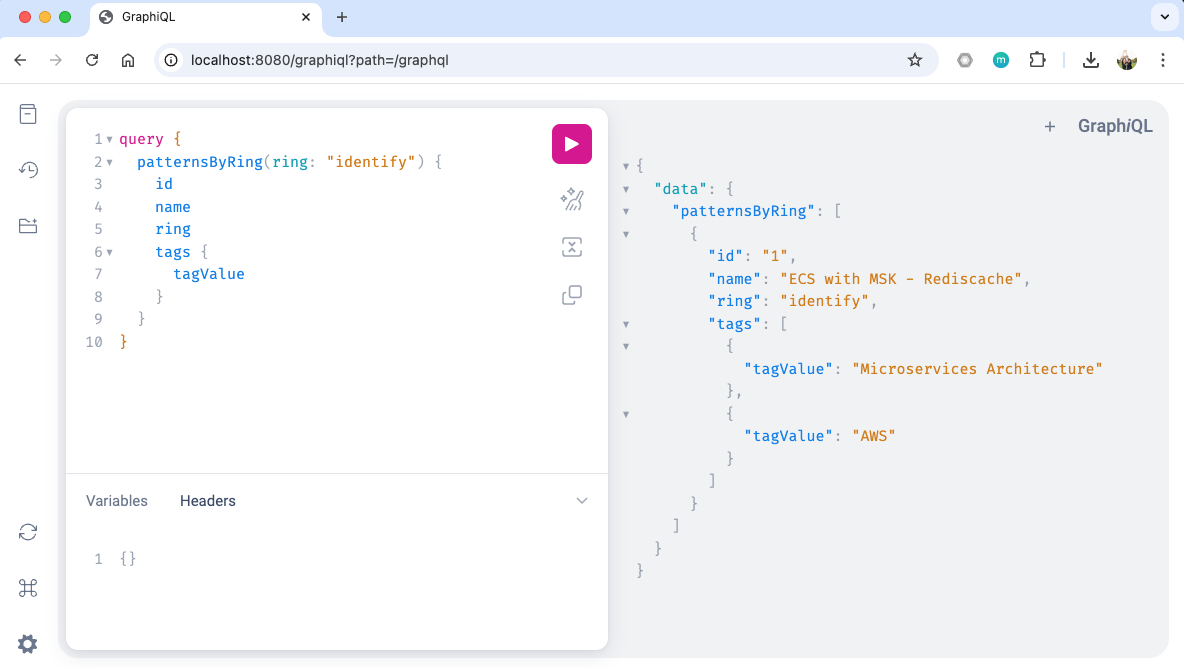 GraphiQL
localhost:8080/graphiql?path=/graphql
m
1 query {
2 patternsByRing(ring: "identify") {
3 id
4 name
5 ring
6 tags {
7 tagValue
8 }
9 }
10 }
Variables Headers
1 {}
+ GraphiQL
{
"data": {
"patternsByRing": [
{
"id": "1",
"name": "ECS with MSK - Rediscache",
"ring": "identify",
"tags": [
{
"tagValue": "Microservices Architecture"
},
{
"tagValue": "AWS"
}
]
}
]
}
}